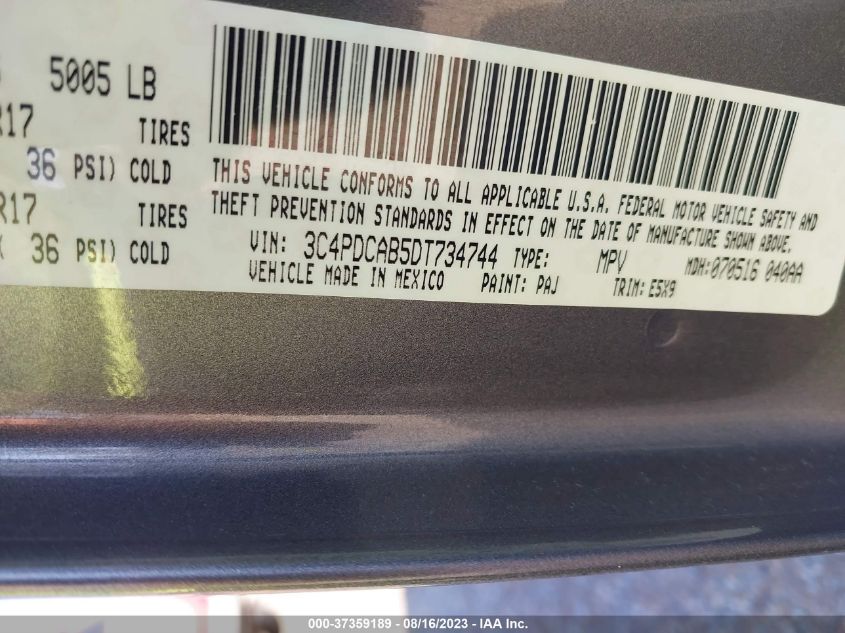 5005 LB
R17 TIRES
36 PSI) COLD
R17 TIRES
36 PSI) COLD
THIS VEHICLE CONFORMS TO ALL APPLICABLE U.S.A. FEDERAL MOTOR VEHICLE SAFETY AND
THEFT PREVENTION STANDARDS IN EFFECT ON THE DATE OF MANUFACTURE SHOWN ABOVE.
VIN: 3C4PDCAB5DT734744 TYPE: MPV MDH:070516 040AA
VEHICLE MADE IN MEXICO PAINT: PAJ TRIM: E5X9
000-37359189 - 08/16/2023 - IAA Inc.